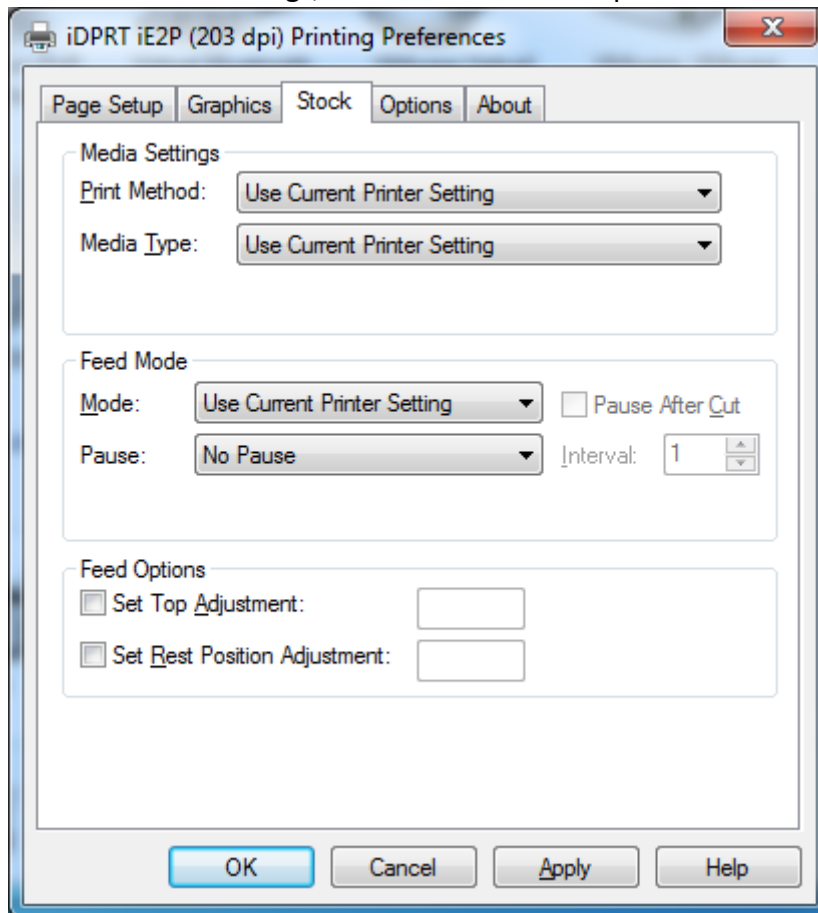 iDPRT iE2P (203 dpi) Printing Preferences
X
Page Setup Graphics Stock Options About
Media Settings
Print Method: Use Current Printer Setting
Media Type: Use Current Printer Setting
Feed Mode
Mode: Use Current Printer Setting Pause After Cut
Pause: No Pause Interval: 1
Feed Options
Set Top Adjustment:
Set Rest Position Adjustment:
OK Cancel Apply Help